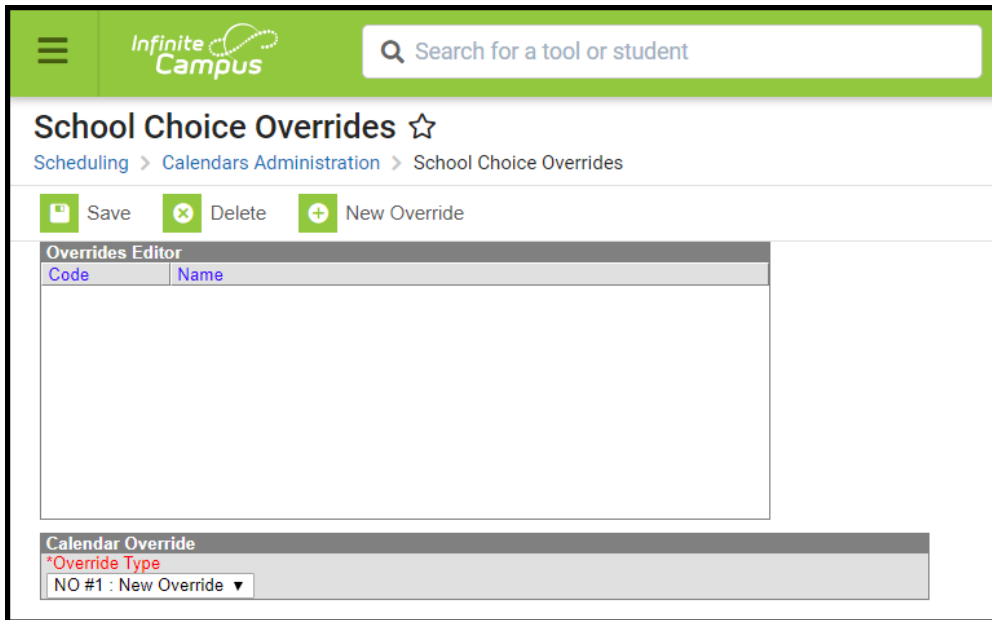 Infinite
Campus
Search for a tool or student
School Choice Overrides
Scheduling > Calendars Administration > School Choice Overrides
Save Delete New Override
Overrides Editor
Code Name
Calendar Override
*Override Type
NO #1 : New Override